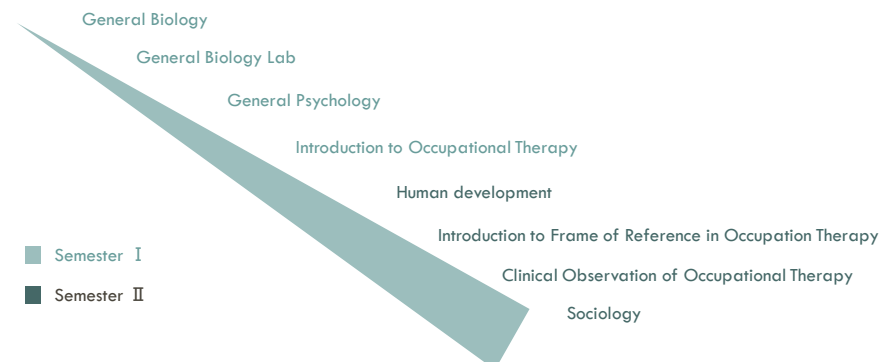 General Biology
General Biology Lab
General Psychology
Introduction to Occupational Therapy
Human development
Introduction to Frame of Reference in Occupation Therapy
Clinical Observation of Occupational Therapy
Sociology
Semester Ⅰ
Semester Ⅱ